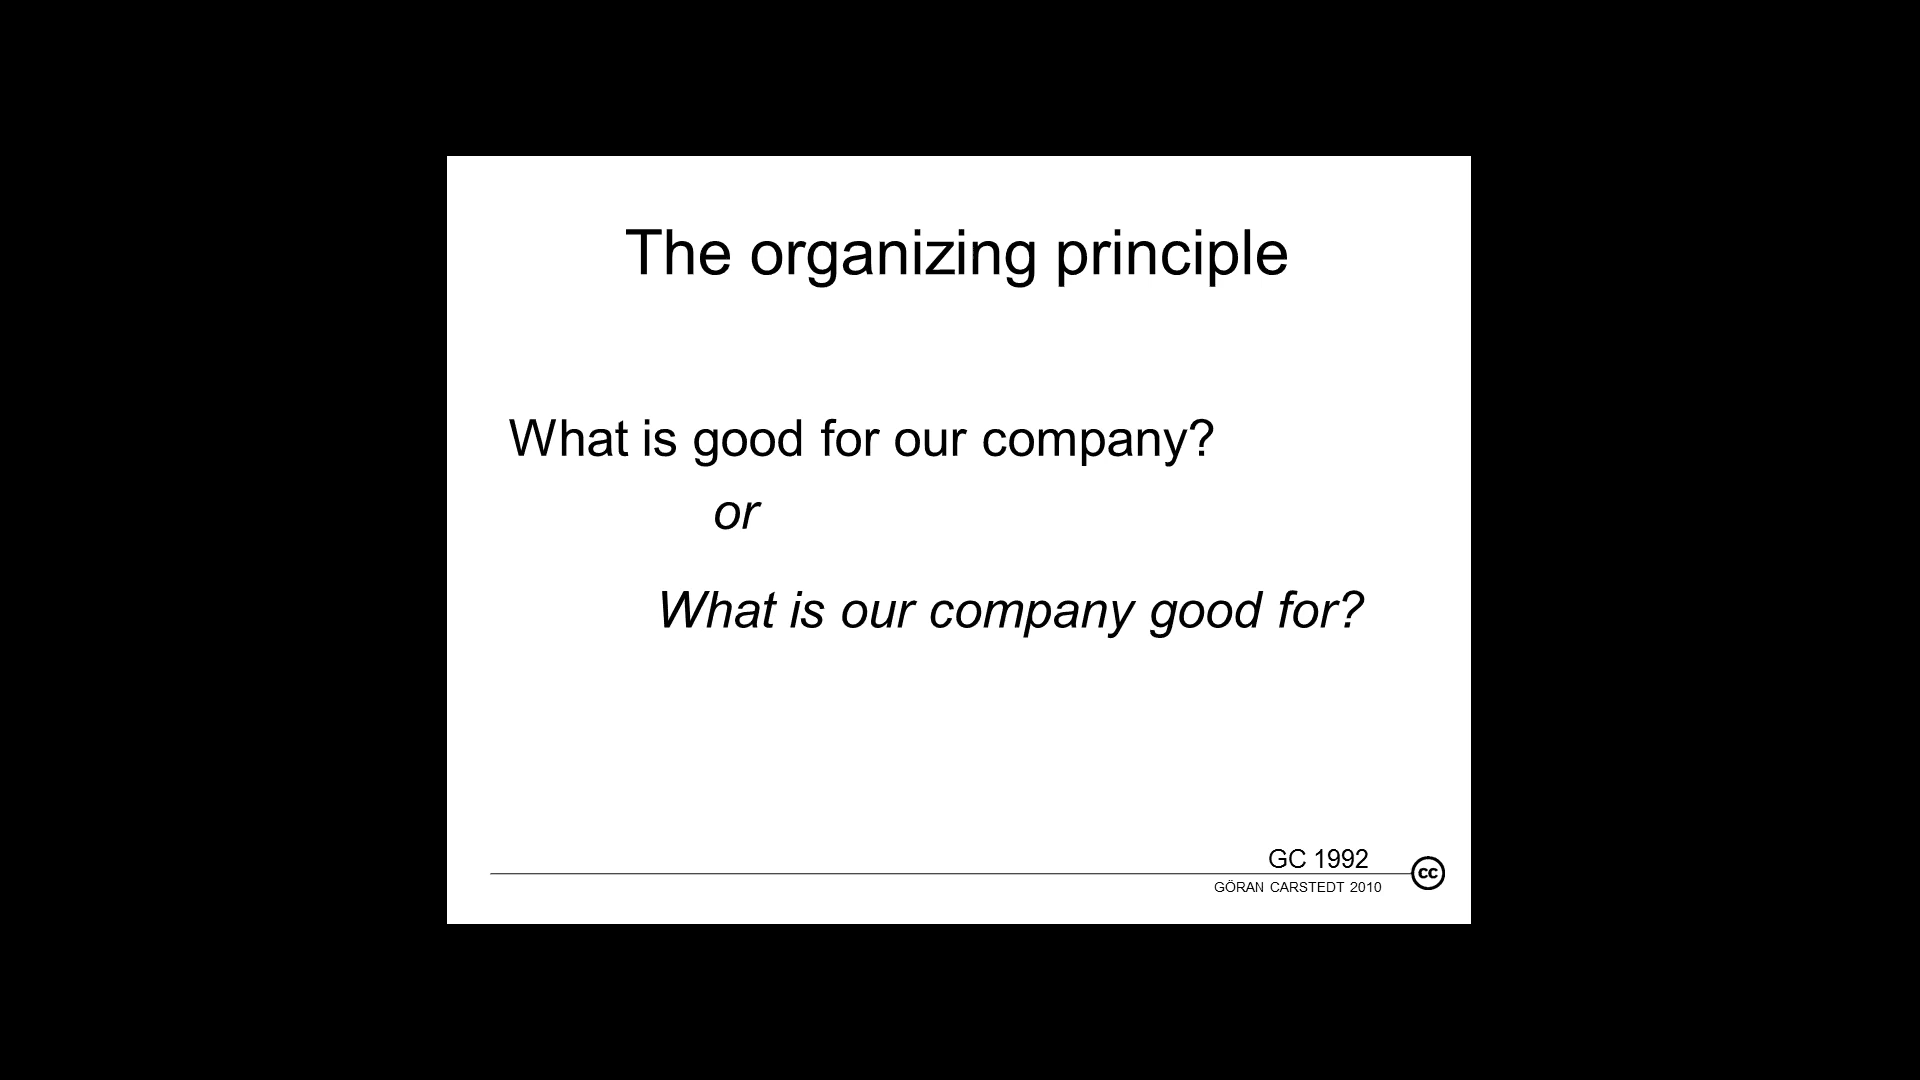 The organizing principle
What is good for our company?
or
What is our company good for?
GC 1992
GÖRAN CARSTEDT 2010
cc